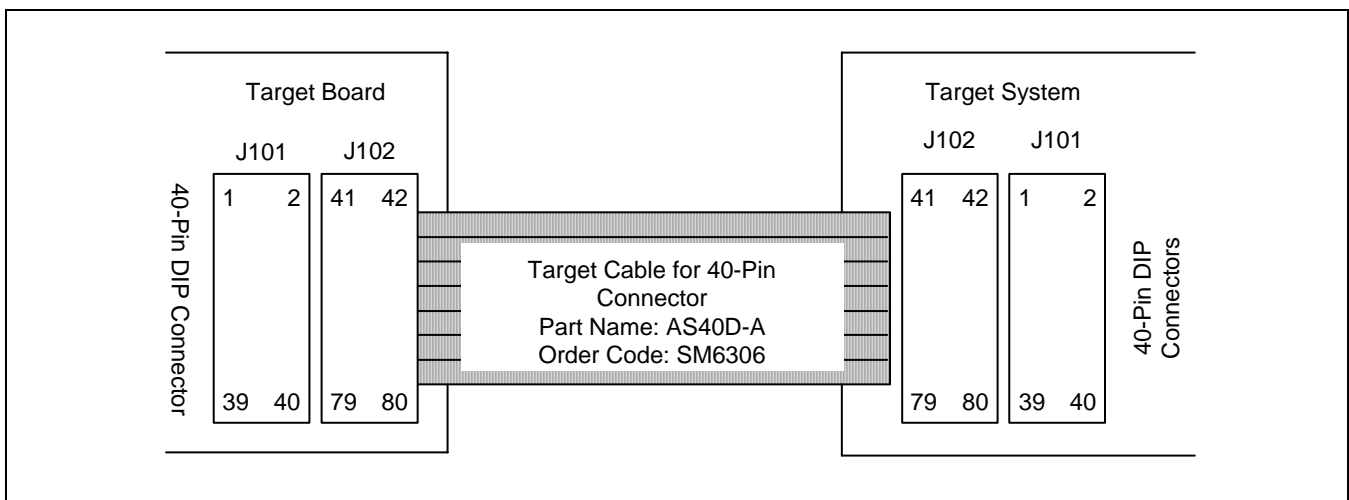 Target Board
J101 J102
1 2 41 42
39 40 79 80
40-Pin DIP Connector
Target Cable for 40-Pin
Connector
Part Name: AS40D-A
Order Code: SM6306
Target System
J102 J101
41 42 1 2
79 80 39 40
40-Pin DIP
Connectors